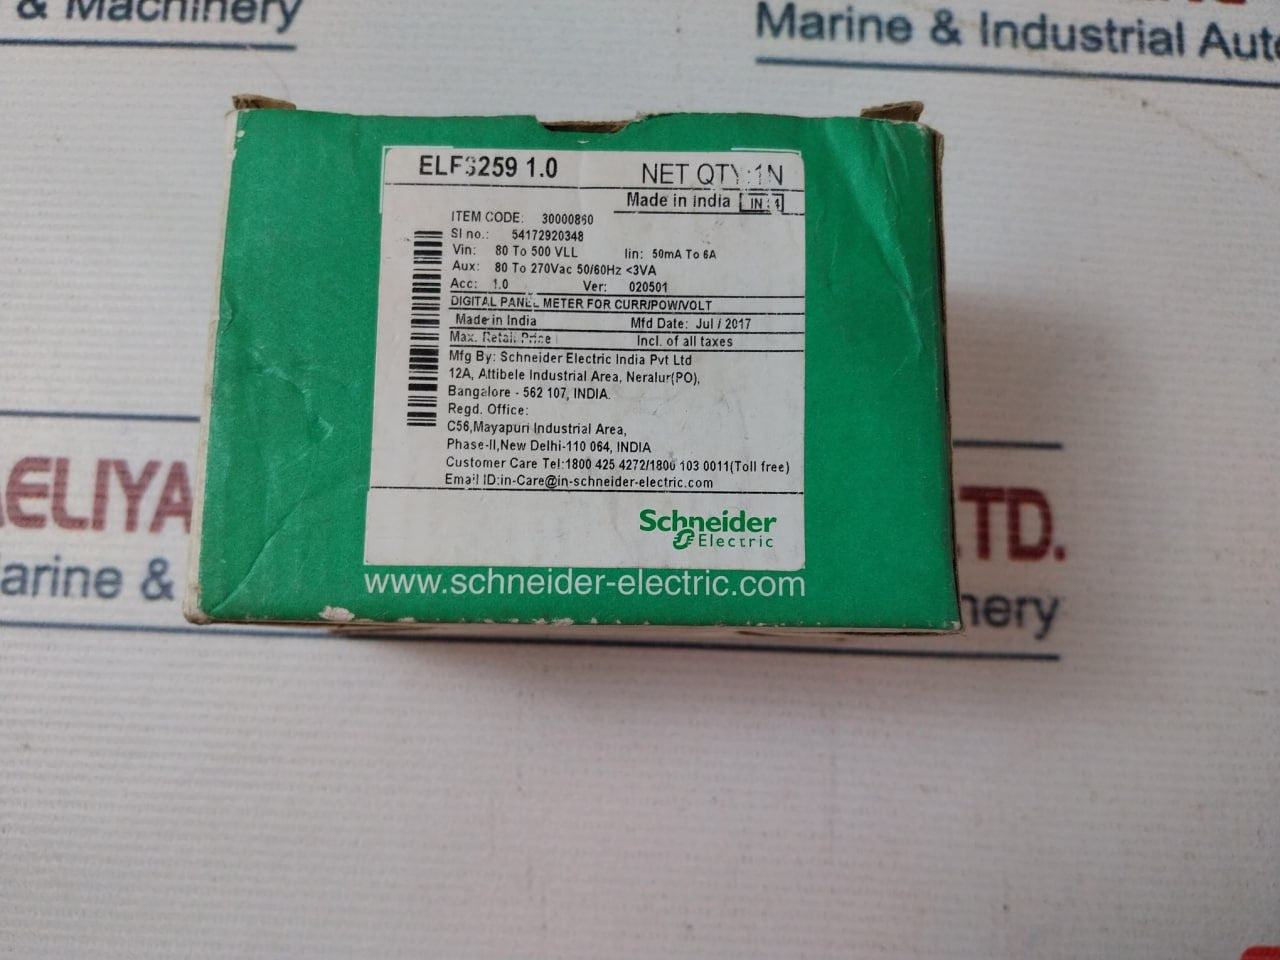 & Machinery
Marine & Industrial Auto
ELF3259 1.0
NET QTY:1N
Made in India
ITEM CODE: 30000860
Sl no.: 54172920348
Vin: 80 To 500 VLL Iin: 50mA To 6A
Aux: 80 To 270Vac 50/60Hz <3VA
Acc: 1.0 Ver: 020501
DIGITAL PANEL METER FOR CURR/POW/VOLT
Made in India Mfd Date: Jul / 2017
Max. Retail Price Incl. of all taxes
Mfg By: Schneider Electric India Pvt Ltd
12A, Attibele Industrial Area, Neralur(PO),
Bangalore - 562 107, INDIA.
Regd. Office:
C56,Mayapuri Industrial Area,
Phase-II,New Delhi-110 064, INDIA
Customer Care Tel:1800 425 4272/1800 103 0011(Toll free)
Email ID:in-Care@in-schneider-electric.com
Schneider
Electric
www.schneider-electric.com
AELIYA
LTD.
arine &
nery